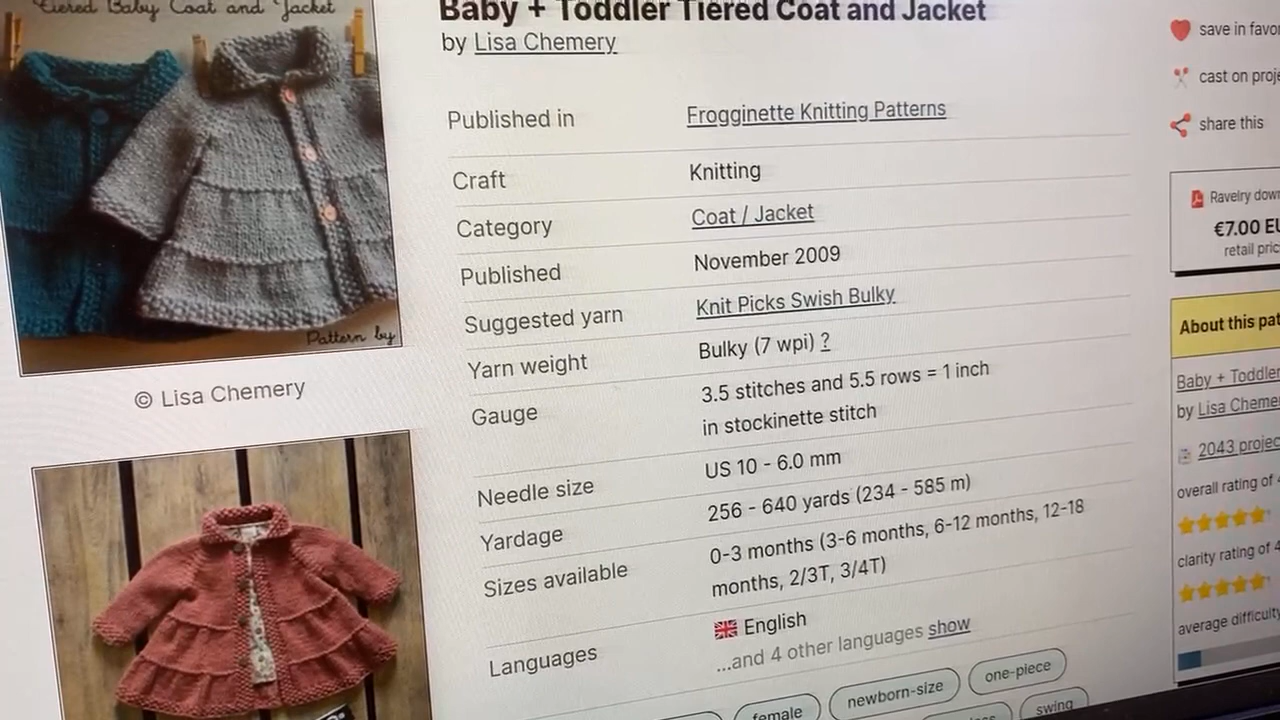 Tiered Baby Coat and Jacket
Pattern by
© Lisa Chemery
Baby + Toddler Tiered Coat and Jacket
by Lisa Chemery
Published in Frogginette Knitting Patterns
Craft Knitting
Category Coat / Jacket
Published November 2009
Suggested yarn Knit Picks Swish Bulky
Yarn weight Bulky (7 wpi) ?
Gauge 3.5 stitches and 5.5 rows = 1 inch
in stockinette stitch
Needle size US 10 - 6.0 mm
Yardage 256 - 640 yards (234 - 585 m)
Sizes available 0-3 months (3-6 months, 6-12 months, 12-18
months, 2/3T, 3/4T)
Languages English
...and 4 other languages show
female
newborn-size
one-piece
swing
save in favo
cast on proje
share this
Ravelry down
€7.00 EU
retail pric
About this pat
Baby + Toddler
by Lisa Cheme
2043 projec
overall rating of 4
clarity rating of 4
average difficulty